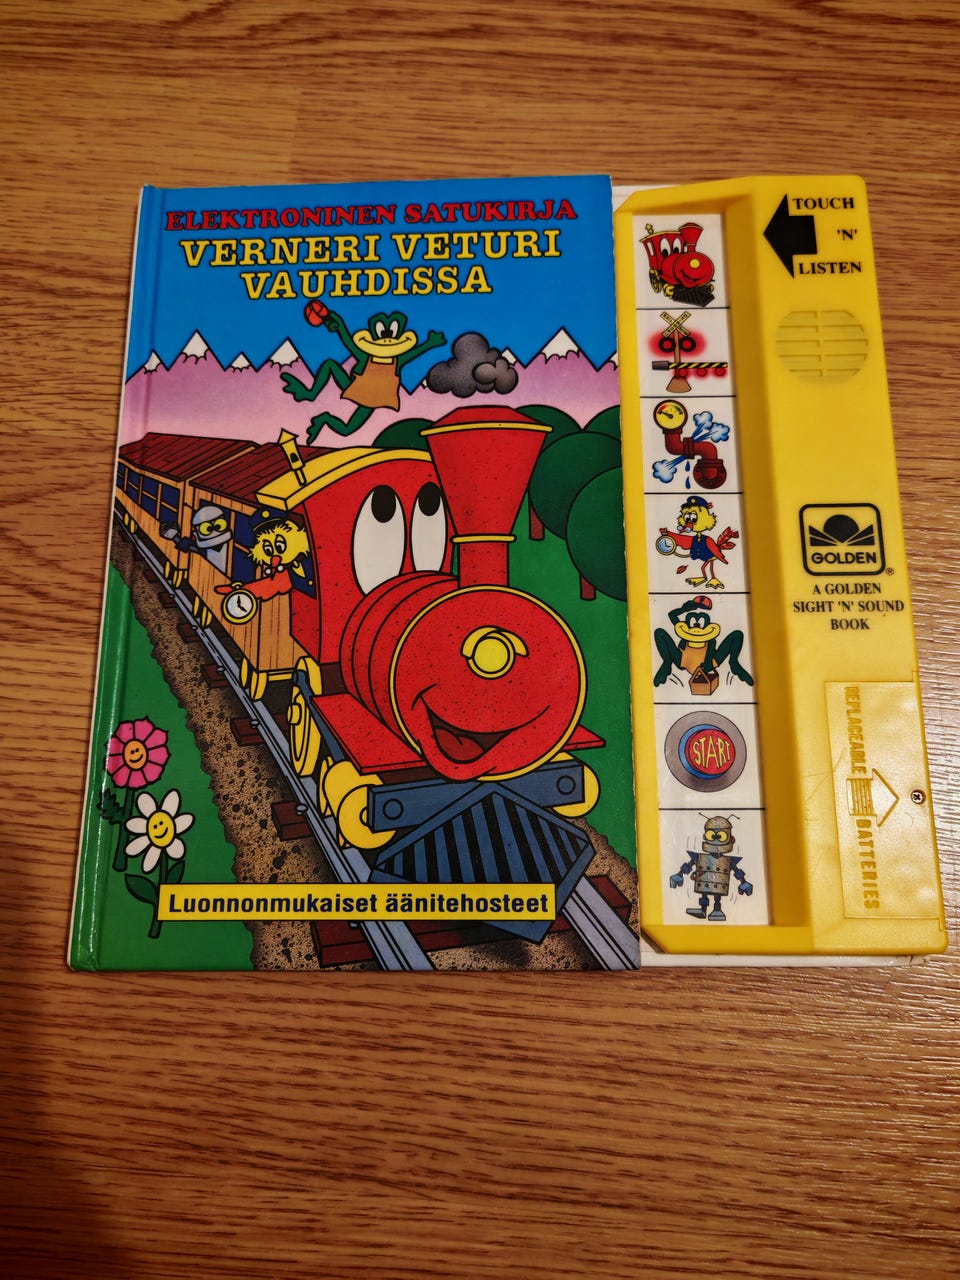 ELEKTRONINEN SATUKIRJA
VERNERI VETURI
VAUHDISSA
Luonnonmukaiset äänitehosteet
TOUCH
'N'
LISTEN
START
GOLDEN
®
A GOLDEN
SIGHT 'N' SOUND
BOOK
REPLACEABLE BATTERIES